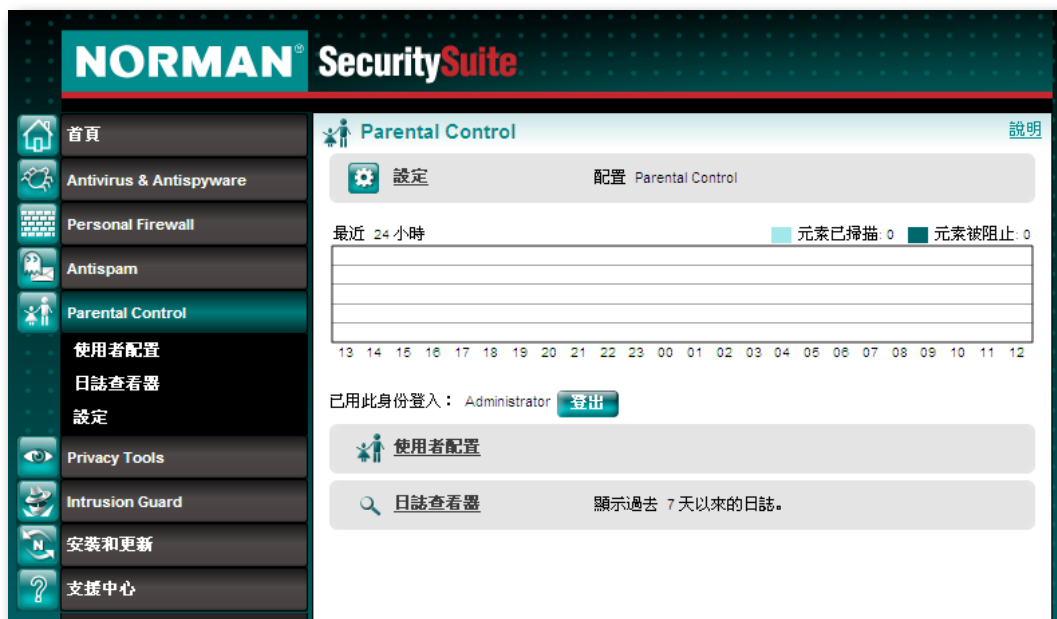 NORMAN® SecuritySuite
首頁
Antivirus & Antispyware
Personal Firewall
Antispam
Parental Control
使用者配置
日誌查看器
設定
Privacy Tools
Intrusion Guard
安裝和更新
支援中心
Parental Control
說明
設定 配置 Parental Control
最近 24 小時 元素已掃描: 0 元素被阻止: 0
13 14 15 16 17 18 19 20 21 22 23 00 01 02 03 04 05 06 07 08 09 10 11 12
已用此身份登入： Administrator 登出
使用者配置
日誌查看器 顯示過去 7 天以來的日誌。